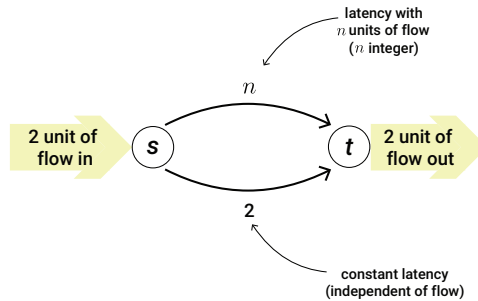 latency with
n units of flow
(n integer)
n
2 unit of
flow in
s
t
2 unit of
flow out
2
constant latency
(independent of flow)